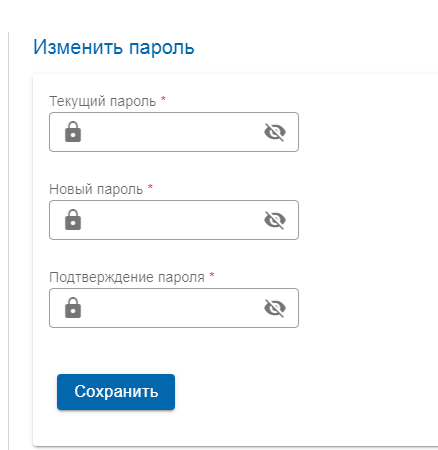 Изменить пароль
Текущий пароль *
Новый пароль *
Подтверждение пароля *
Сохранить